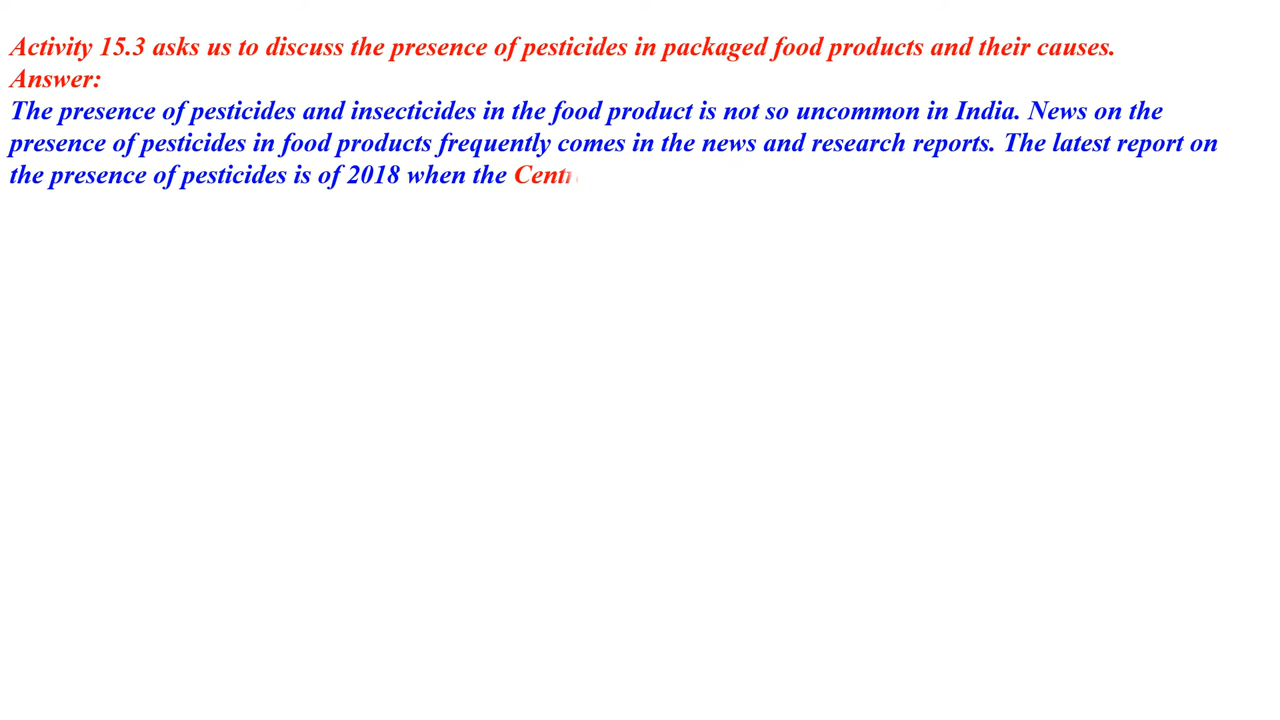 Activity 15.3 asks us to discuss the presence of pesticides in packaged food products and their causes.
Answer:
The presence of pesticides and insecticides in the food product is not so uncommon in India. News on the
presence of pesticides in food products frequently comes in the news and research reports. The latest report on
the presence of pesticides is of 2018 when the